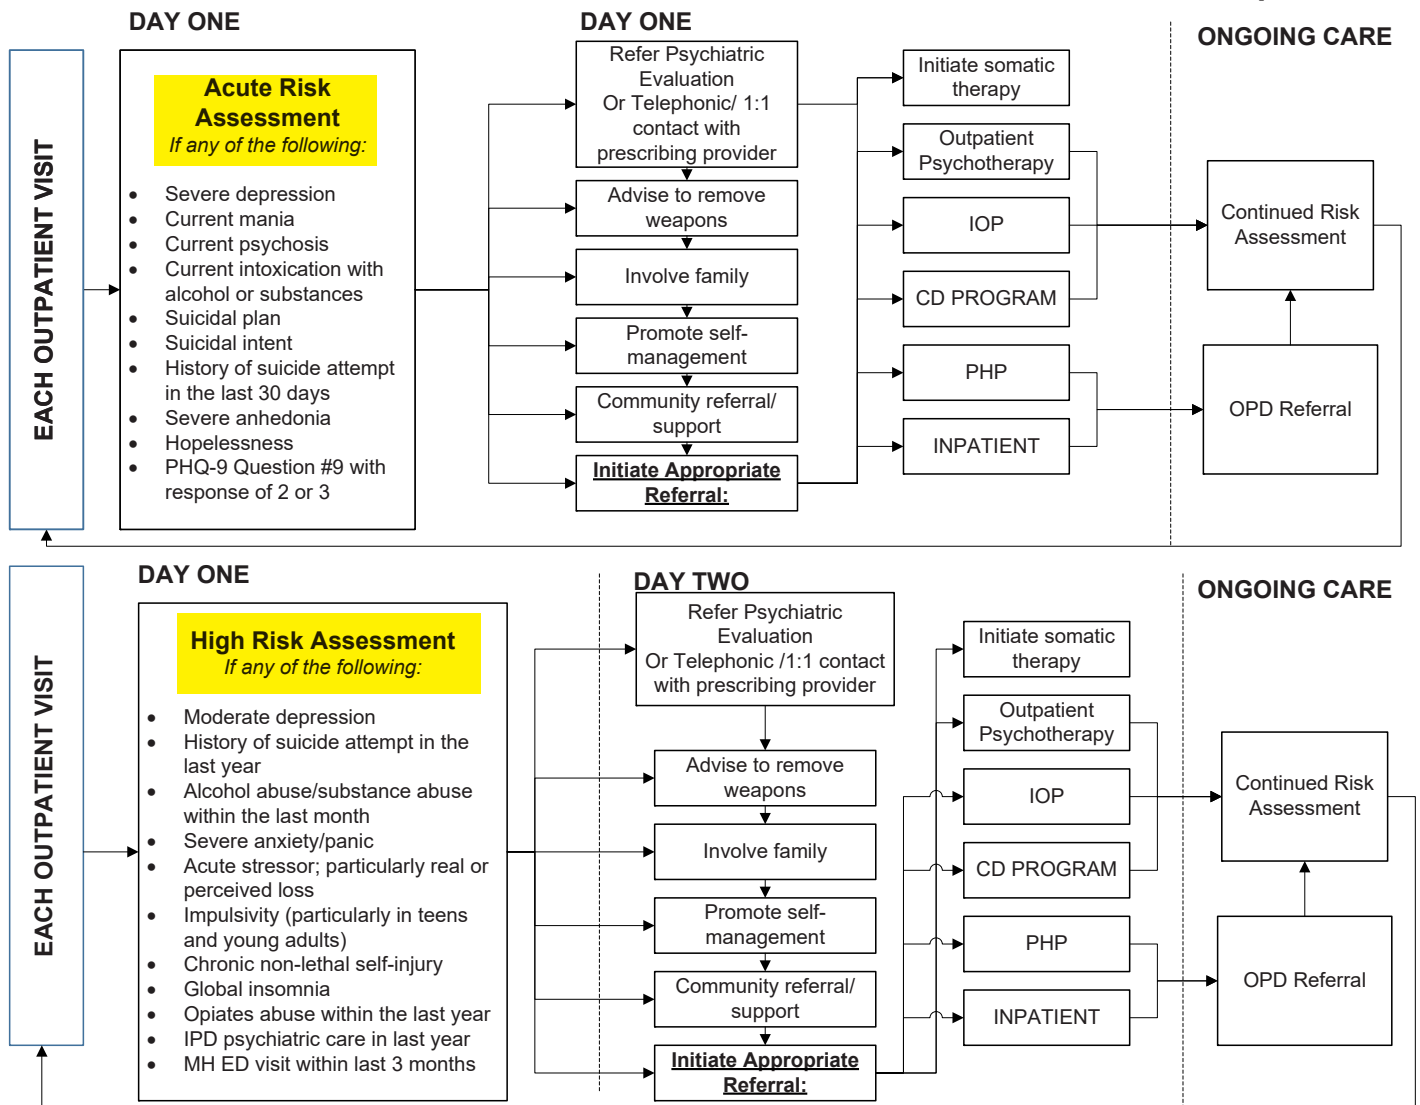 DAY ONE
DAY ONE
ONGOING CARE
EACH OUTPATIENT VISIT
Acute Risk
Assessment
If any of the following:
• Severe depression
• Current mania
• Current psychosis
• Current intoxication with
alcohol or substances
• Suicidal plan
• Suicidal intent
• History of suicide attempt
in the last 30 days
• Severe anhedonia
• Hopelessness
• PHQ-9 Question #9 with
response of 2 or 3
Refer Psychiatric
Evaluation
Or Telephonic/ 1:1
contact with
prescribing provider
Advise to remove
weapons
Involve family
Promote self-
management
Community referral/
support
Initiate Appropriate
Referral:
Initiate somatic
therapy
Outpatient
Psychotherapy
IOP
CD PROGRAM
PHP
INPATIENT
Continued Risk
Assessment
OPD Referral
DAY ONE
DAY TWO
ONGOING CARE
EACH OUTPATIENT VISIT
High Risk Assessment
If any of the following:
• Moderate depression
• History of suicide attempt in the
last year
• Alcohol abuse/substance abuse
within the last month
• Severe anxiety/panic
• Acute stressor; particularly real or
perceived loss
• Impulsivity (particularly in teens
and young adults)
• Chronic non-lethal self-injury
• Global insomnia
• Opiates abuse within the last year
• IPD psychiatric care in last year
• MH ED visit within last 3 months
Refer Psychiatric
Evaluation
Or Telephonic /1:1 contact
with prescribing provider
Advise to remove
weapons
Involve family
Promote self-
management
Community referral/
support
Initiate Appropriate
Referral:
Initiate somatic
therapy
Outpatient
Psychotherapy
IOP
CD PROGRAM
PHP
INPATIENT
Continued Risk
Assessment
OPD Referral